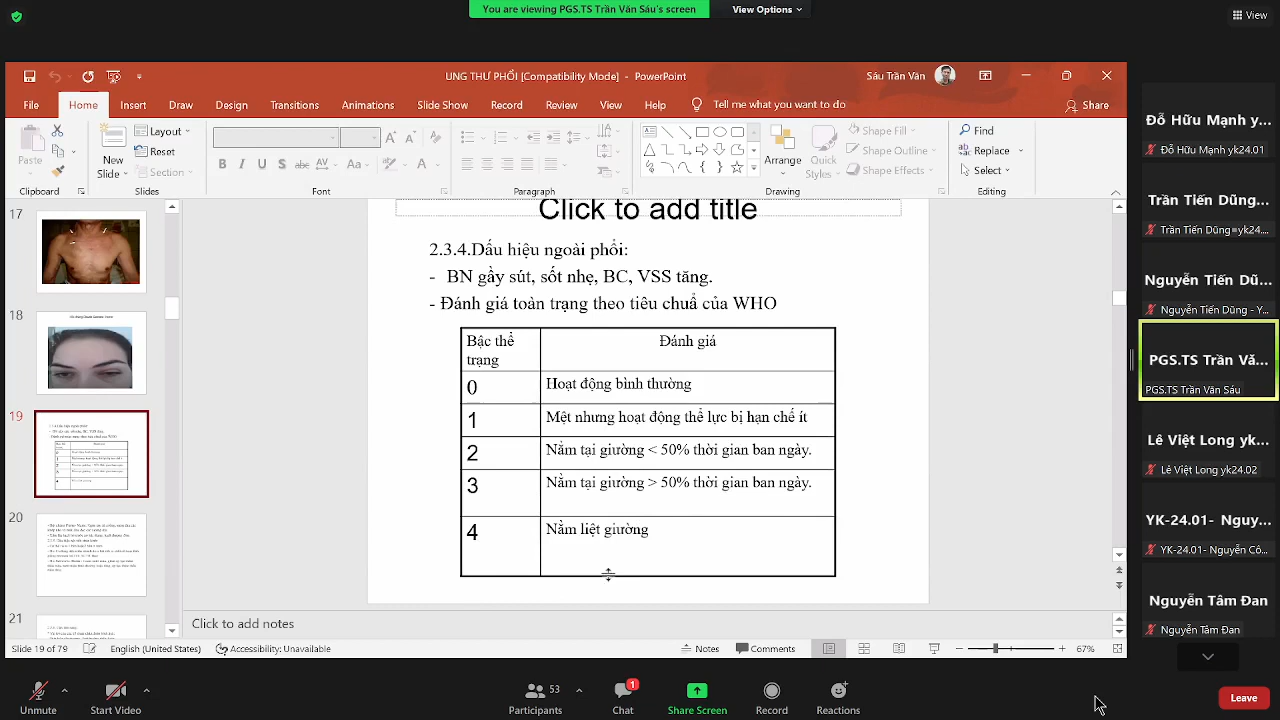 You are viewing PGS.TS Trần Văn Sáu's screen
View Options
View
UNG THƯ PHỔI [Compatibility Mode] - PowerPoint
Sáu Trần Văn
File Home Insert Draw Design Transitions Animations Slide Show Record Review View Help Tell me what you want to do Share
Paste
Clipboard
New Slide
Layout
Reset
Section
Slides
B I U S abc AV Aa A
A A
Font
Paragraph
Arrange
Quick Styles
Shape Fill
Shape Outline
Shape Effects
Drawing
Find
Replace
Select
Editing
17
18
19
20
21
Click to add title
2.3.4.Dấu hiệu ngoài phổi:
- BN gầy sút, sốt nhẹ, BC, VSS tăng.
- Đánh giá toàn trạng theo tiêu chuẩ của WHO
Bậc thể trạng Đánh giá
0 Hoạt động bình thường
1 Mệt nhưng hoạt động thể lực bị hạn chế ít
2 Nằm tại giường < 50% thời gian ban ngày.
3 Nằm tại giường > 50% thời gian ban ngày.
4 Nằm liệt giường
Click to add notes
Slide 19 of 79 English (United States) Accessibility: Unavailable Notes Comments 67%
Đỗ Hữu Mạnh y...
Đỗ Hữu Mạnh yk24.01
Trần Tiến Dũng...
Trần Tiến Dũng=yk24....
Nguyễn Tiến Dũ...
Nguyễn Tiến Dũng - Y...
PGS.TS Trần Vă...
PGS.TS Trần Văn Sáu
Lê Việt Long yk...
Lê Việt Long yk24.02
YK-24.01- Nguy...
YK-24.01- Nguyễn Cô...
Nguyễn Tâm Đan
Nguyễn Tâm Đan
Unmute
Start Video
53
Participants
1
Chat
Share Screen
Record
Reactions
Leave